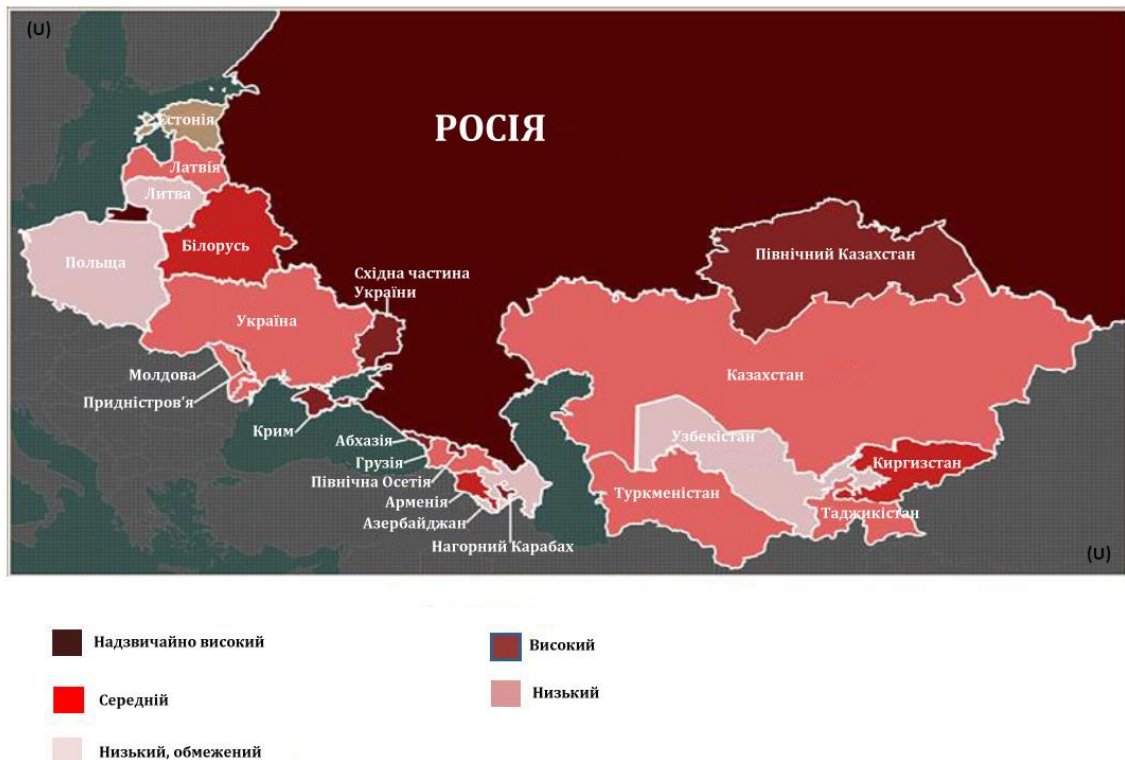 (U)
РОСІЯ
Естонія
Латвія
Литва
Білорусь
Польща
Північний Казахстан
Східна частина
України
Україна
Молдова
Придністров'я
Казахстан
Крим
Абхазія
Узбекістан
Грузія
Киргизстан
Північна Осетія
Туркменістан
Арменія
Таджикістан
Азербайджан
Нагорний Карабах
(U)
Надзвичайно високий
Високий
Середній
Низький
Низький, обмежений